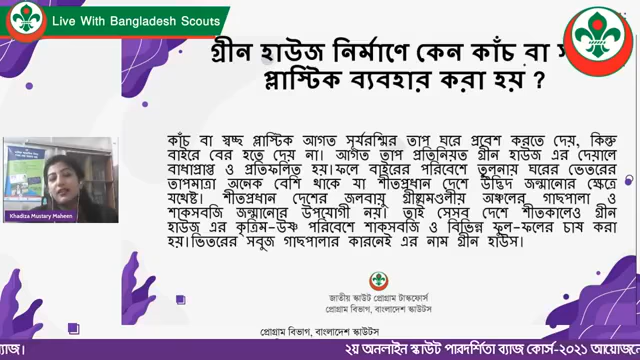 Live With Bangladesh Scouts
গ্রীন হাউজ নির্মাণে কেন কাঁচ বা
প্লাস্টিক ব্যবহার করা হয় ?
কাঁচ বা স্বচ্ছ প্লাস্টিক আগত সূর্যরশ্মির তাপ ঘরে প্রবেশ করতে দেয়, কিন্তু
বাইরে বের হতে দেয় না। আগত তাপ প্রতিনিয়ত গ্রীন হাউজ এর দেয়ালে
বাধাপ্রাপ্ত ও প্রতিফলিত হয়।ফলে বাইরের পরিবেশে তুলনায় ঘরের ভেতরের
তাপমাত্রা অনেক বেশি থাকে যা শীতপ্রধান দেশে উদ্ভিদ জন্মানোর ক্ষেত্রে
যথেষ্ট। শীতপ্রধান দেশের জলবায়ু গ্রীষ্মমণ্ডলীয় অঞ্চলের গাছপালা ও
শাকসবজি জন্মানোর উপযোগী নয়। তাই সেসব দেশে শীতকালেও গ্রীন
হাউজ এর কৃত্রিম-উষ্ণ পরিবেশে শাকসবজি ও বিভিন্ন ফুল-ফলের চাষ করা
হয়।ভিতরের সবুজ গাছপালার কারনেই এর নাম গ্রীন হাউস।
Khadiza Mustary Maheen
জাতীয় স্কাউট প্রোগ্রাম টাস্কফোর্স
প্রোগ্রাম বিভাগ, বাংলাদেশ স্কাউটস
প্রোগ্রাম বিভাগ, বাংলাদেশ স্কাউটস
ব্যাজ। ২য় অনলাইন স্কাউট পারদর্শিতা ব্যাজ কোর্স-২০২১ আয়োজনে